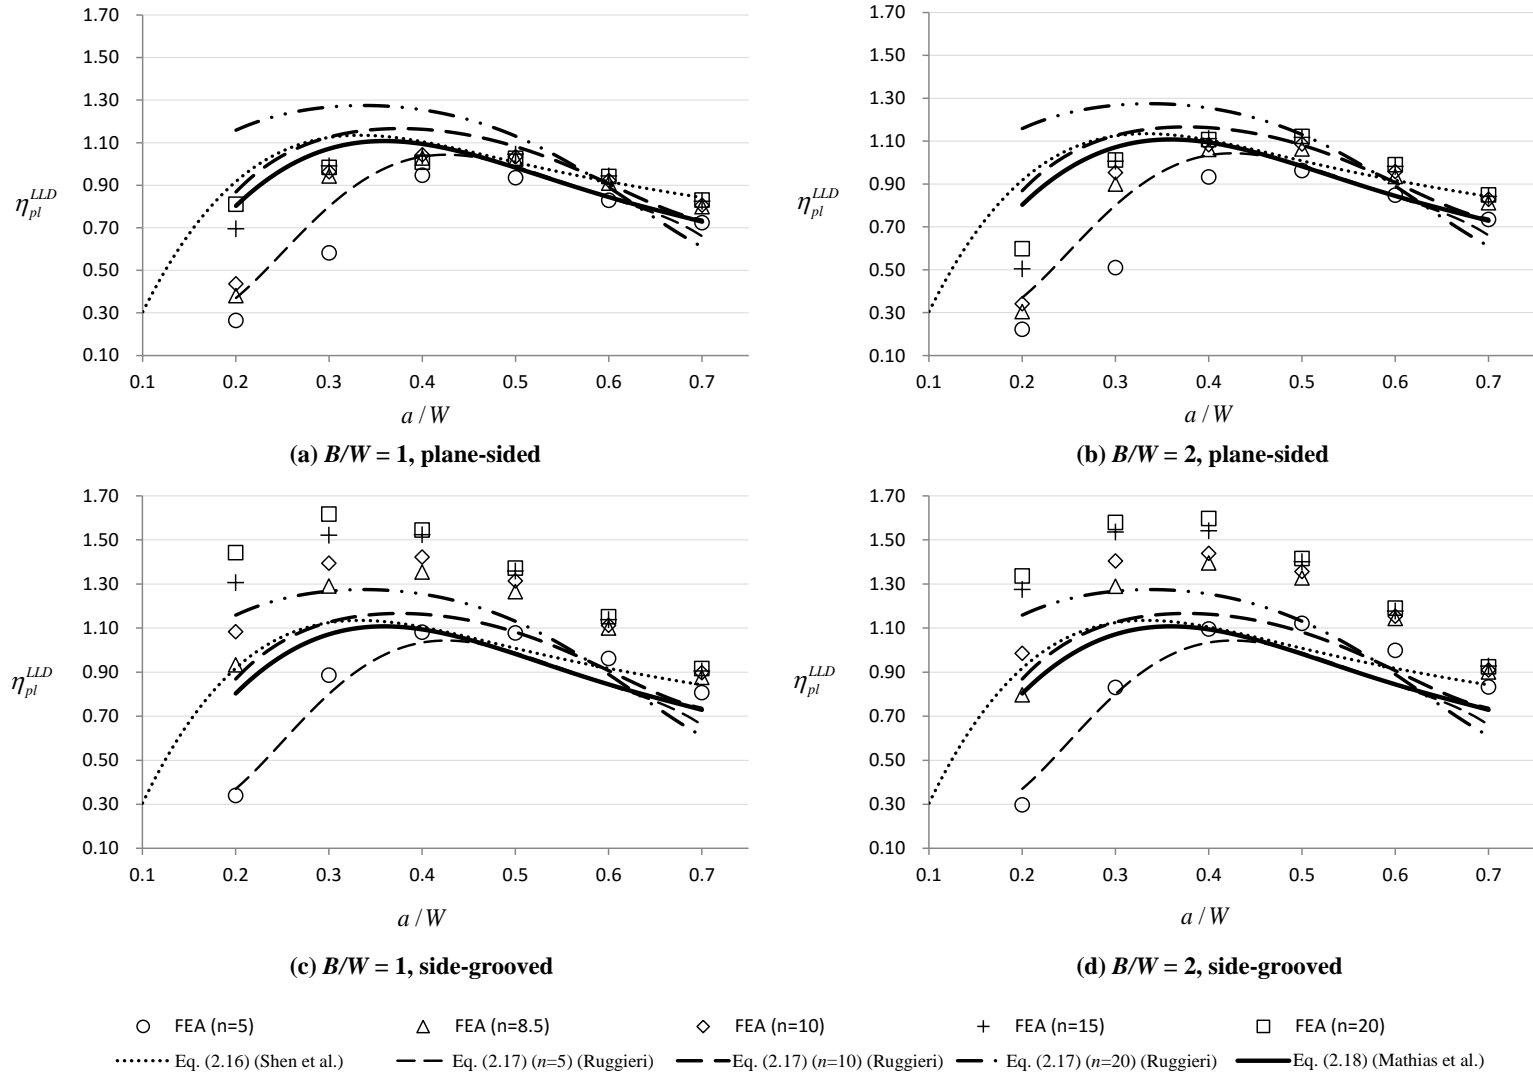 1.70
1.50
1.30
1.10
0.90
0.70
0.50
0.30
0.10
η_pl^LLD
0.1 0.2 0.3 0.4 0.5 0.6 0.7
a / W
(a) B/W = 1, plane-sided
1.70
1.50
1.30
1.10
0.90
0.70
0.50
0.30
0.10
η_pl^LLD
0.1 0.2 0.3 0.4 0.5 0.6 0.7
a / W
(b) B/W = 2, plane-sided
1.70
1.50
1.30
1.10
0.90
0.70
0.50
0.30
0.10
η_pl^LLD
0.1 0.2 0.3 0.4 0.5 0.6 0.7
a / W
(c) B/W = 1, side-grooved
1.70
1.50
1.30
1.10
0.90
0.70
0.50
0.30
0.10
η_pl^LLD
0.1 0.2 0.3 0.4 0.5 0.6 0.7
a / W
(d) B/W = 2, side-grooved
FEA (n=5) FEA (n=8.5) FEA (n=10) FEA (n=15) FEA (n=20)
Eq. (2.16) (Shen et al.) Eq. (2.17) (n=5) (Ruggieri) Eq. (2.17) (n=10) (Ruggieri) Eq. (2.17) (n=20) (Ruggieri) Eq. (2.18) (Mathias et al.)